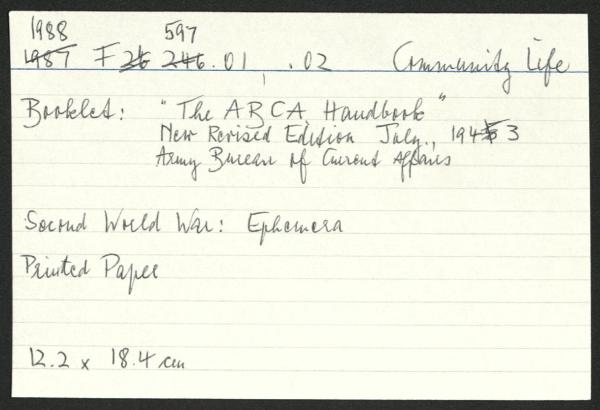 1988 597
1987 F 26 246.01, .02 Community Life
Booklet: "The ABCA Handbook"
New Revised Edition July, 1943
Army Bureau of Current Affairs
Second World War: Ephemera
Printed Paper
12.2 x 18.4 cm